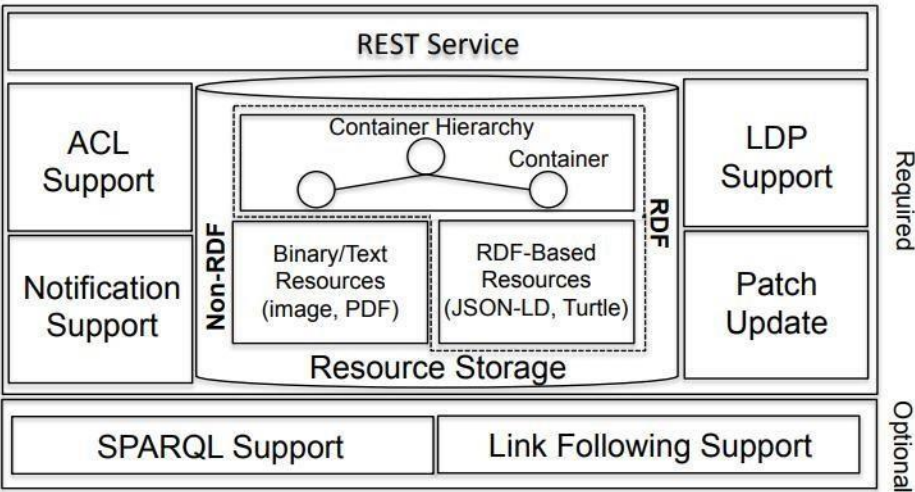 REST Service
ACL
Support
Notification
Support
Container Hierarchy
Container
Non-RDF
RDF
Binary/Text
Resources
(image, PDF)
RDF-Based
Resources
(JSON-LD, Turtle)
Resource Storage
LDP
Support
Patch
Update
Required
SPARQL Support
Link Following Support
Optional